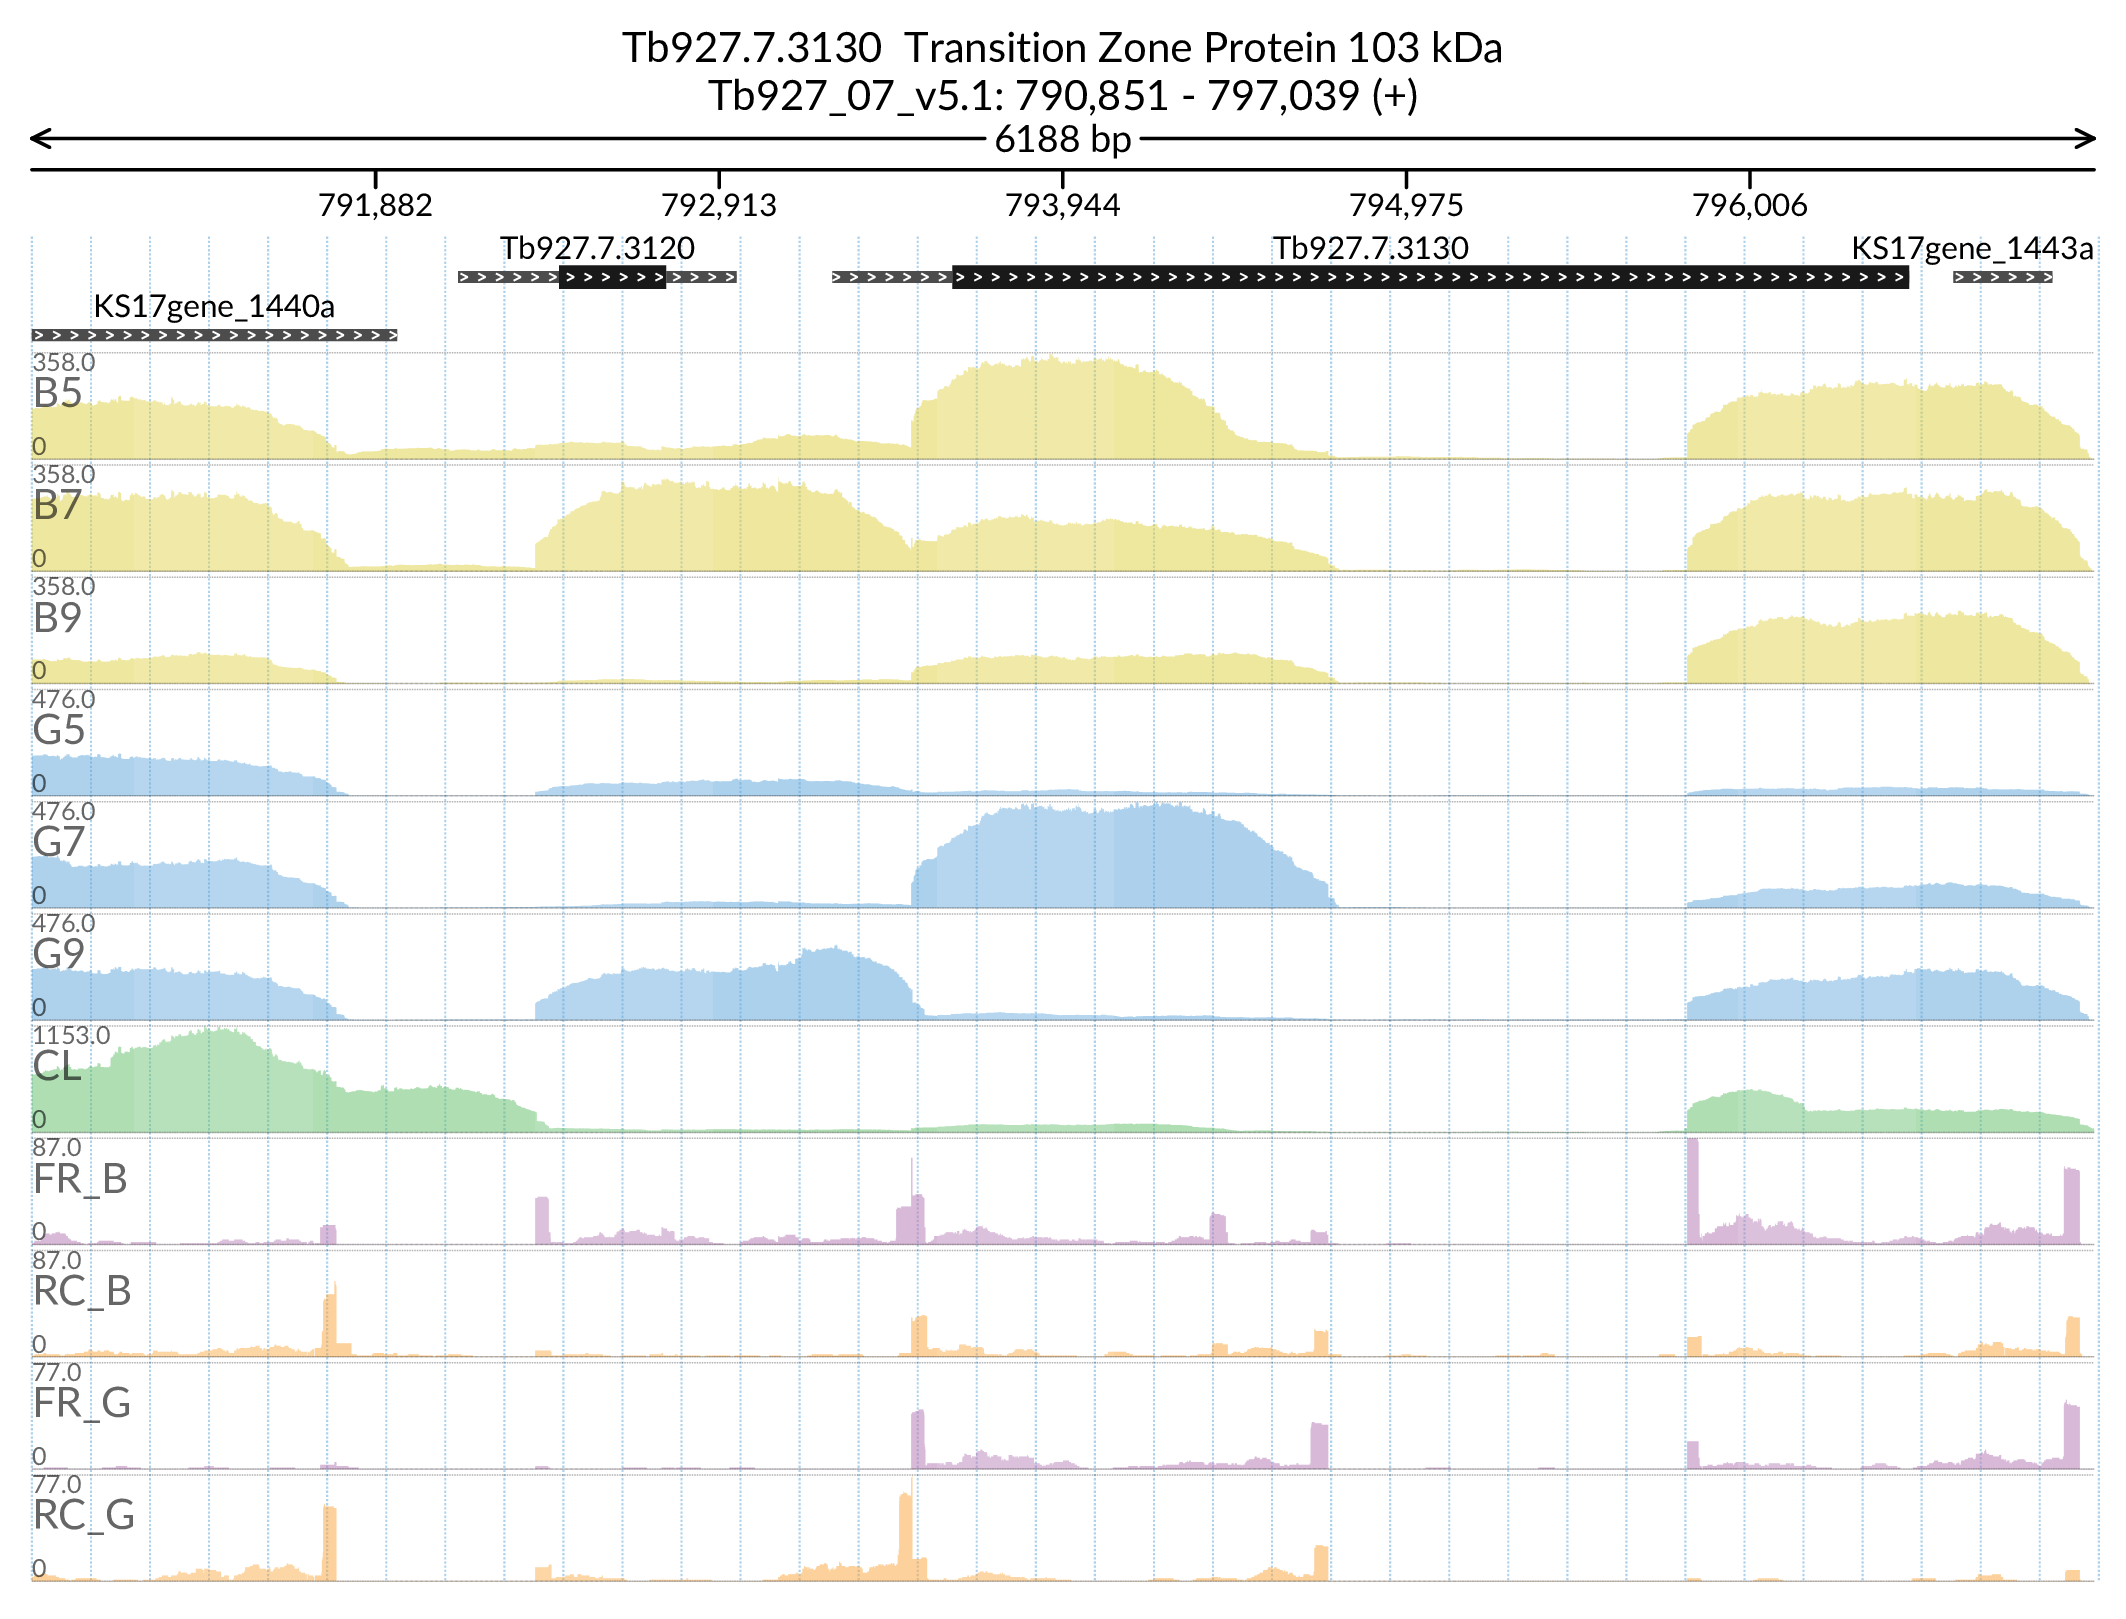 Tb927.7.3130  Transition Zone Protein 103 kDa
Tb927_07_v5.1: 790,851 - 797,039 (+)
6188 bp
791,882 792,913 793,944 794,975 796,006
Tb927.7.3120 Tb927.7.3130 KS17gene_1443a
KS17gene_1440a
358.0
B5
0
358.0
B7
0
358.0
B9
0
476.0
G5
0
476.0
G7
0
476.0
G9
0
1153.0
CL
0
87.0
FR_B
0
87.0
RC_B
0
77.0
FR_G
0
77.0
RC_G
0